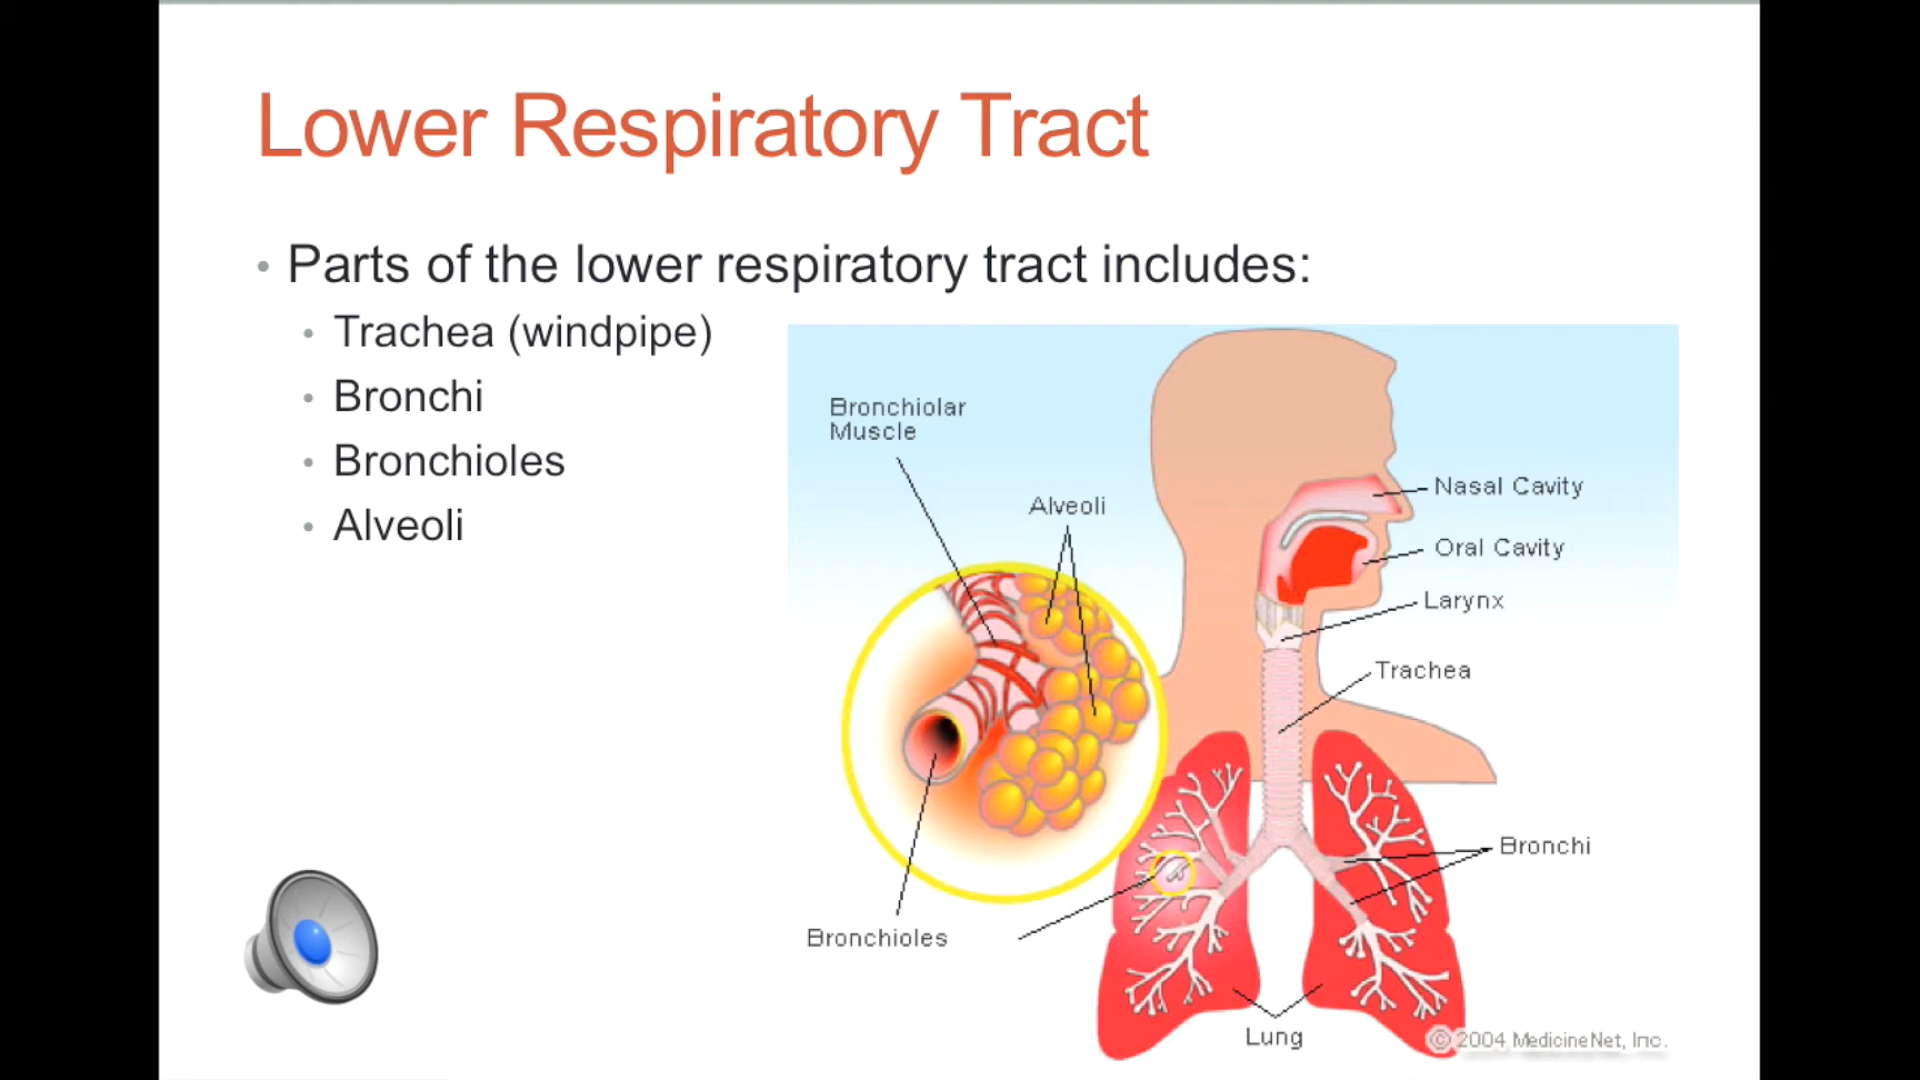 Lower Respiratory Tract
• Parts of the lower respiratory tract includes:
• Trachea (windpipe)
• Bronchi
• Bronchioles
• Alveoli
Bronchiolar
Muscle
Alveoli
Nasal Cavity
Oral Cavity
Larynx
Trachea
Bronchi
Bronchioles
Lung
© 2004 MedicineNet, Inc.